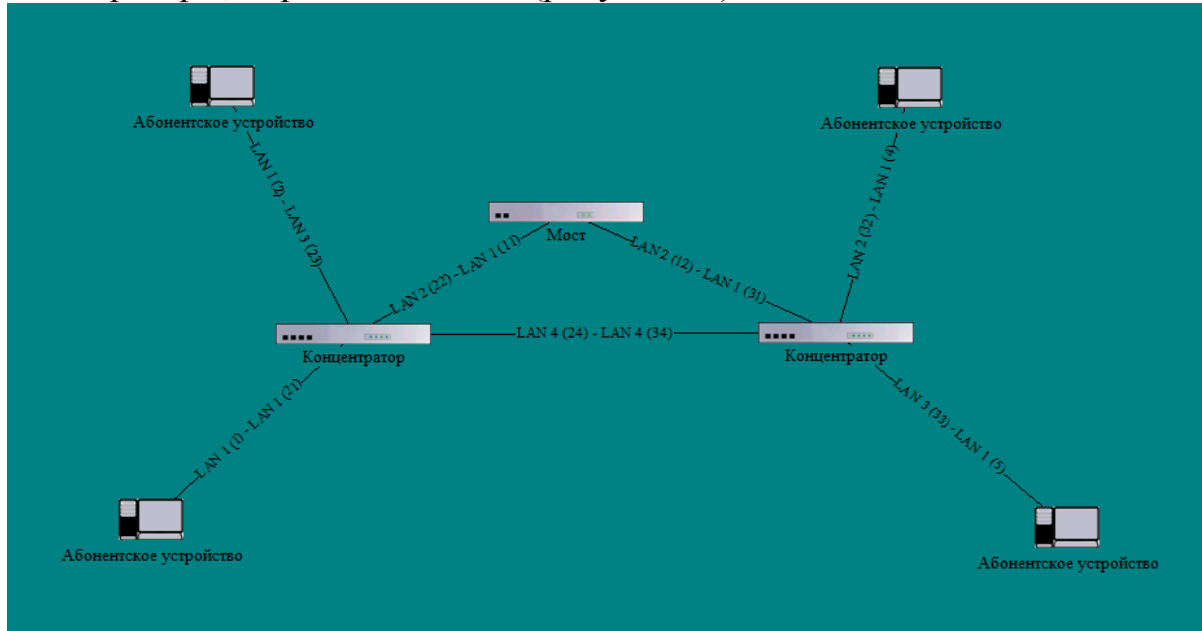 Абонентское устройство
Абонентское устройство
LAN 1 (2) - LAN 3 (23)
LAN 2 (32) - LAN 1 (4)
Мост
LAN 2 (22) - LAN 1 (11)
LAN 2 (12) - LAN 1 (31)
LAN 4 (24) - LAN 4 (34)
Концентратор
Концентратор
LAN 1 (1) - LAN 1 (21)
LAN 3 (33) - LAN 1 (5)
Абонентское устройство
Абонентское устройство